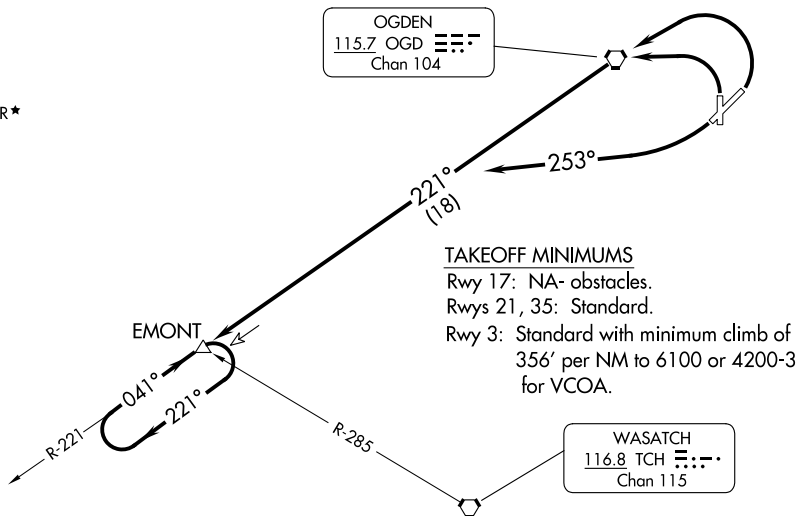 OGDEN
115.7 OGD
Chan 104
R★
253°
221°
(18)
TAKEOFF MINIMUMS
Rwy 17: NA- obstacles.
Rwys 21, 35: Standard.
Rwy 3: Standard with minimum climb of
356' per NM to 6100 or 4200-3
for VCOA.
EMONT
041°
221°
R-221
R-285
WASATCH
116.8 TCH
Chan 115